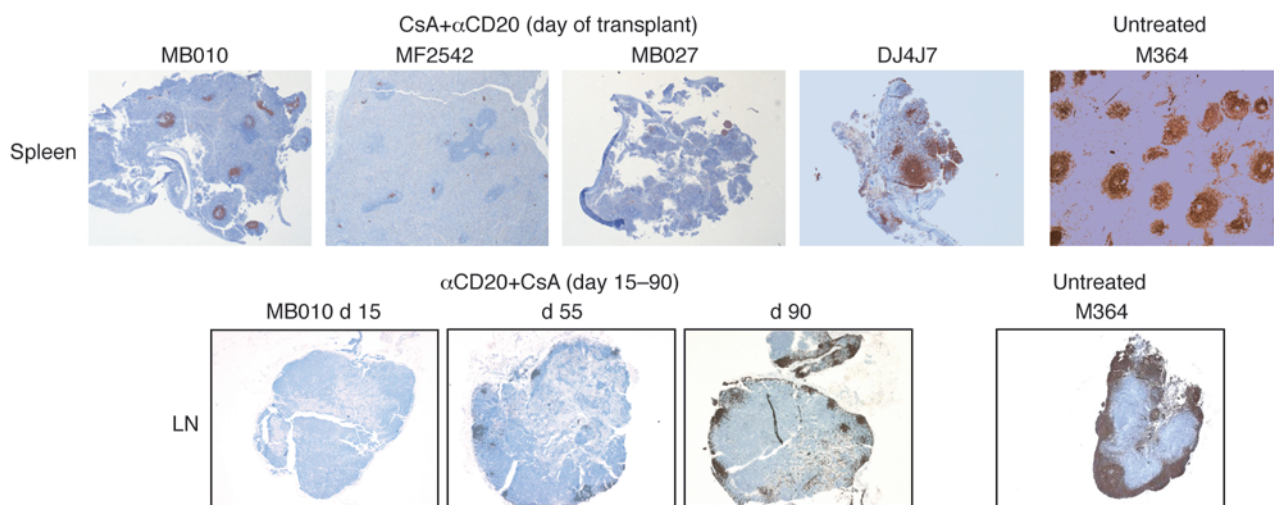 CsA+αCD20 (day of transplant) Untreated
MB010 MF2542 MB027 DJ4J7 M364
Spleen
αCD20+CsA (day 15–90) Untreated
MB010 d 15 d 55 d 90 M364
LN